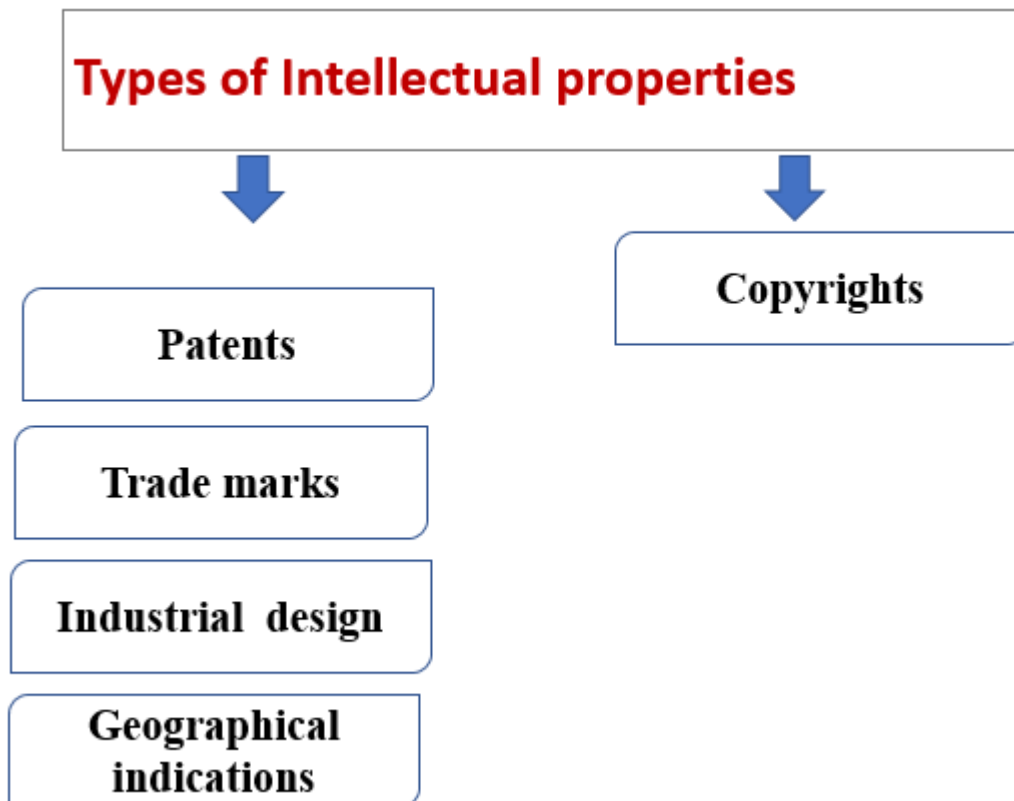 Types of Intellectual properties
Copyrights
Patents
Trade marks
Industrial  design
Geographical
indications